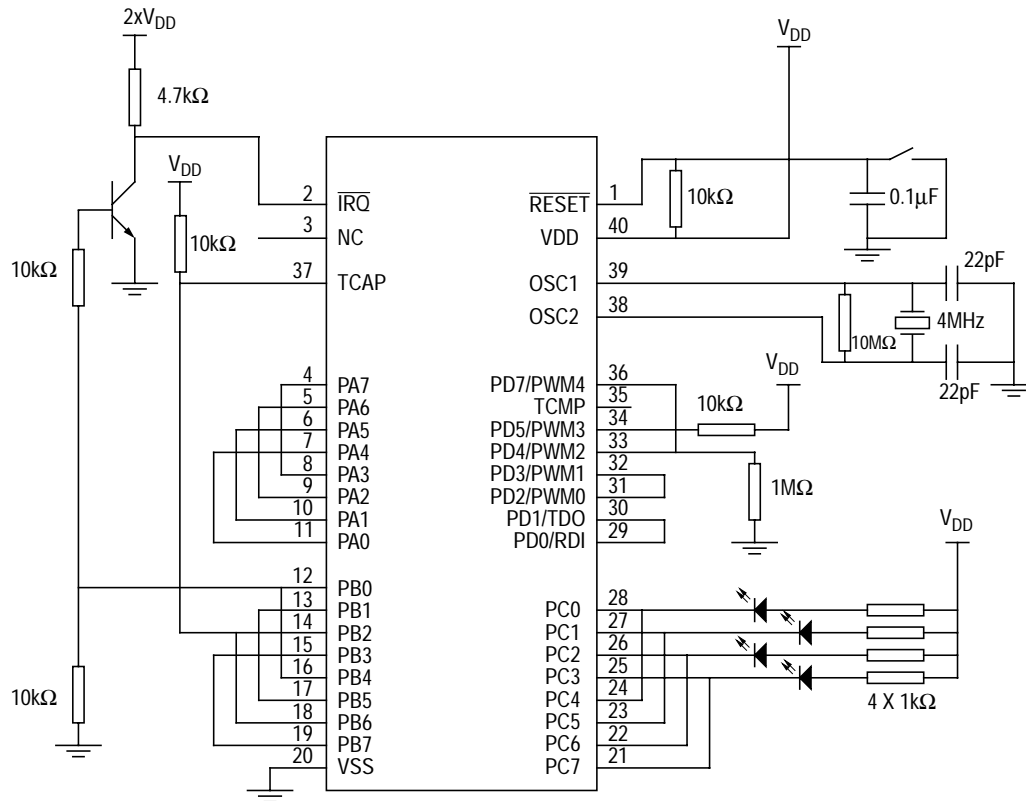 2xV_DD
V_DD
4.7kΩ
V_DD
2
IRQ
RESET
1
10kΩ
0.1µF
3
NC
VDD
40
10kΩ
10kΩ
37
TCAP
OSC1
39
22pF
OSC2
38
4MHz
10MΩ
22pF
4
PA7
PD7/PWM4
36
V_DD
5
PA6
TCMP
35
10kΩ
6
PA5
PD5/PWM3
34
7
PA4
PD4/PWM2
33
8
PA3
PD3/PWM1
32
9
PA2
PD2/PWM0
31
1MΩ
10
PA1
PD1/TDO
30
11
PA0
PD0/RDI
29
V_DD
12
PB0
13
PB1
PC0
28
14
PB2
PC1
27
15
PB3
PC2
26
16
PB4
PC3
25
10kΩ
17
PB5
PC4
24
4 X 1kΩ
18
PB6
PC5
23
19
PB7
PC6
22
20
VSS
PC7
21